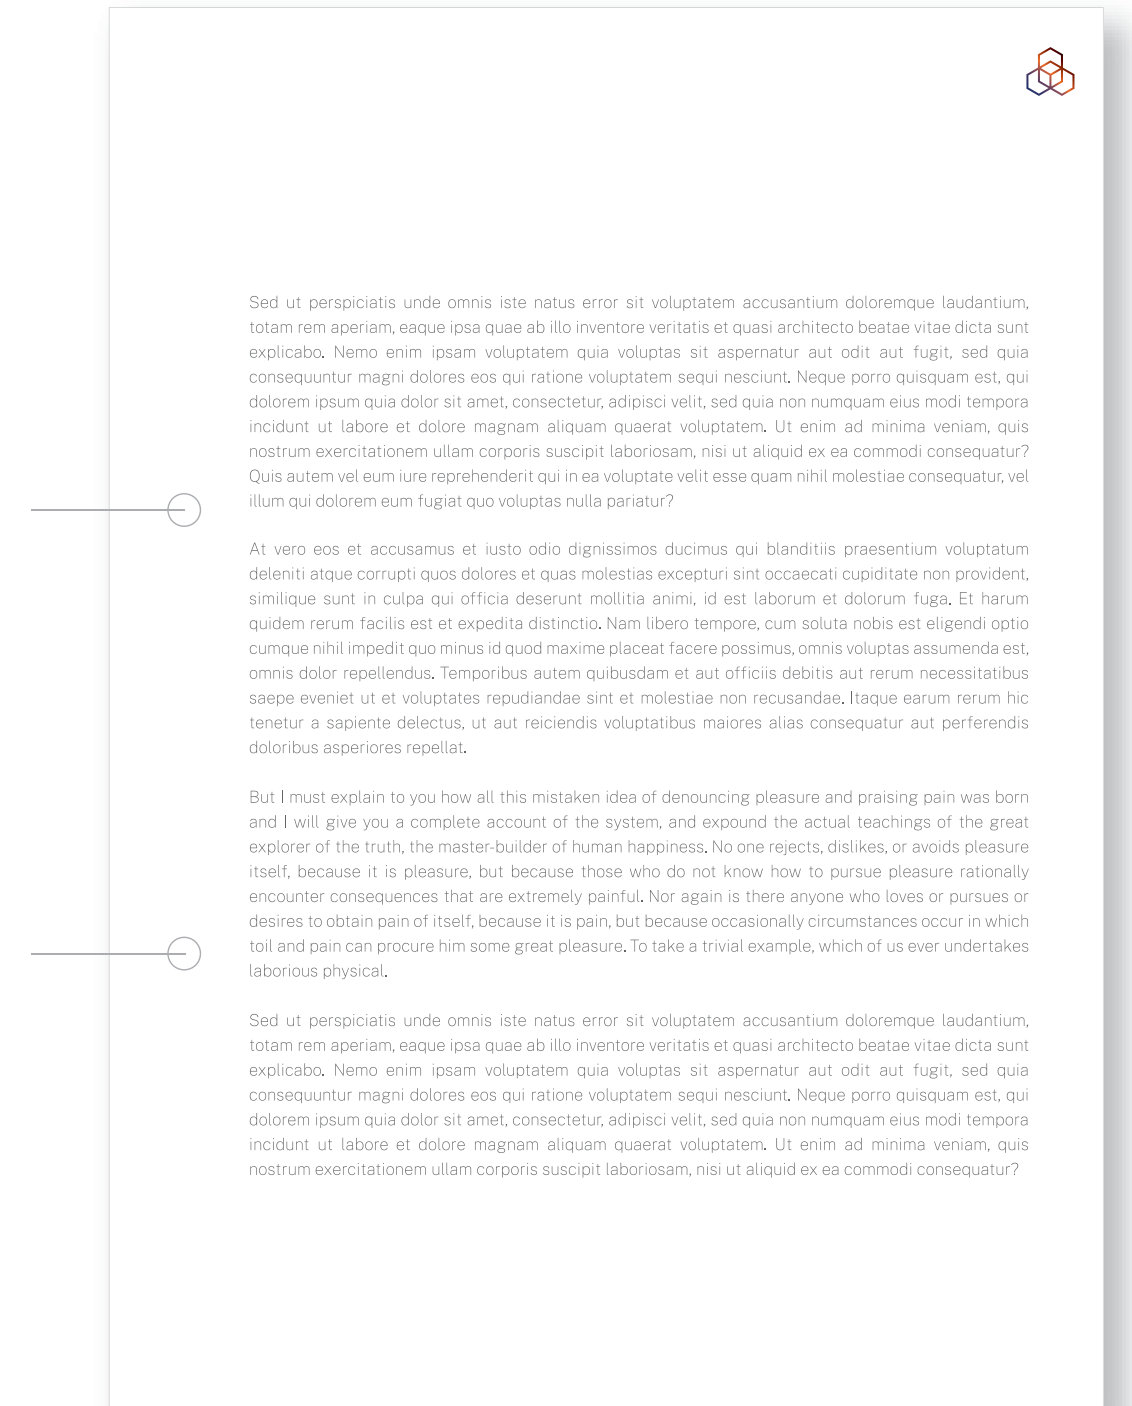 Sed ut perspiciatis unde omnis iste natus error sit voluptatem accusantium doloremque laudantium,
totam rem aperiam, eaque ipsa quae ab illo inventore veritatis et quasi architecto beatae vitae dicta sunt
explicabo. Nemo enim ipsam voluptatem quia voluptas sit aspernatur aut odit aut fugit, sed quia
consequuntur magni dolores eos qui ratione voluptatem sequi nesciunt. Neque porro quisquam est, qui
dolorem ipsum quia dolor sit amet, consectetur, adipisci velit, sed quia non numquam eius modi tempora
incidunt ut labore et dolore magnam aliquam quaerat voluptatem. Ut enim ad minima veniam, quis
nostrum exercitationem ullam corporis suscipit laboriosam, nisi ut aliquid ex ea commodi consequatur?
Quis autem vel eum iure reprehenderit qui in ea voluptate velit esse quam nihil molestiae consequatur, vel
illum qui dolorem eum fugiat quo voluptas nulla pariatur?
At vero eos et accusamus et iusto odio dignissimos ducimus qui blanditiis praesentium voluptatum
deleniti atque corrupti quos dolores et quas molestias excepturi sint occaecati cupiditate non provident,
similique sunt in culpa qui officia deserunt mollitia animi, id est laborum et dolorum fuga. Et harum
quidem rerum facilis est et expedita distinctio. Nam libero tempore, cum soluta nobis est eligendi optio
cumque nihil impedit quo minus id quod maxime placeat facere possimus, omnis voluptas assumenda est,
omnis dolor repellendus. Temporibus autem quibusdam et aut officiis debitis aut rerum necessitatibus
saepe eveniet ut et voluptates repudiandae sint et molestiae non recusandae. Itaque earum rerum hic
tenetur a sapiente delectus, ut aut reiciendis voluptatibus maiores alias consequatur aut perferendis
doloribus asperiores repellat.
But I must explain to you how all this mistaken idea of denouncing pleasure and praising pain was born
and I will give you a complete account of the system, and expound the actual teachings of the great
explorer of the truth, the master-builder of human happiness. No one rejects, dislikes, or avoids pleasure
itself, because it is pleasure, but because those who do not know how to pursue pleasure rationally
encounter consequences that are extremely painful. Nor again is there anyone who loves or pursues or
desires to obtain pain of itself, because it is pain, but because occasionally circumstances occur in which
toil and pain can procure him some great pleasure. To take a trivial example, which of us ever undertakes
laborious physical.
Sed ut perspiciatis unde omnis iste natus error sit voluptatem accusantium doloremque laudantium,
totam rem aperiam, eaque ipsa quae ab illo inventore veritatis et quasi architecto beatae vitae dicta sunt
explicabo. Nemo enim ipsam voluptatem quia voluptas sit aspernatur aut odit aut fugit, sed quia
consequuntur magni dolores eos qui ratione voluptatem sequi nesciunt. Neque porro quisquam est, qui
dolorem ipsum quia dolor sit amet, consectetur, adipisci velit, sed quia non numquam eius modi tempora
incidunt ut labore et dolore magnam aliquam quaerat voluptatem. Ut enim ad minima veniam, quis
nostrum exercitationem ullam corporis suscipit laboriosam, nisi ut aliquid ex ea commodi consequatur?